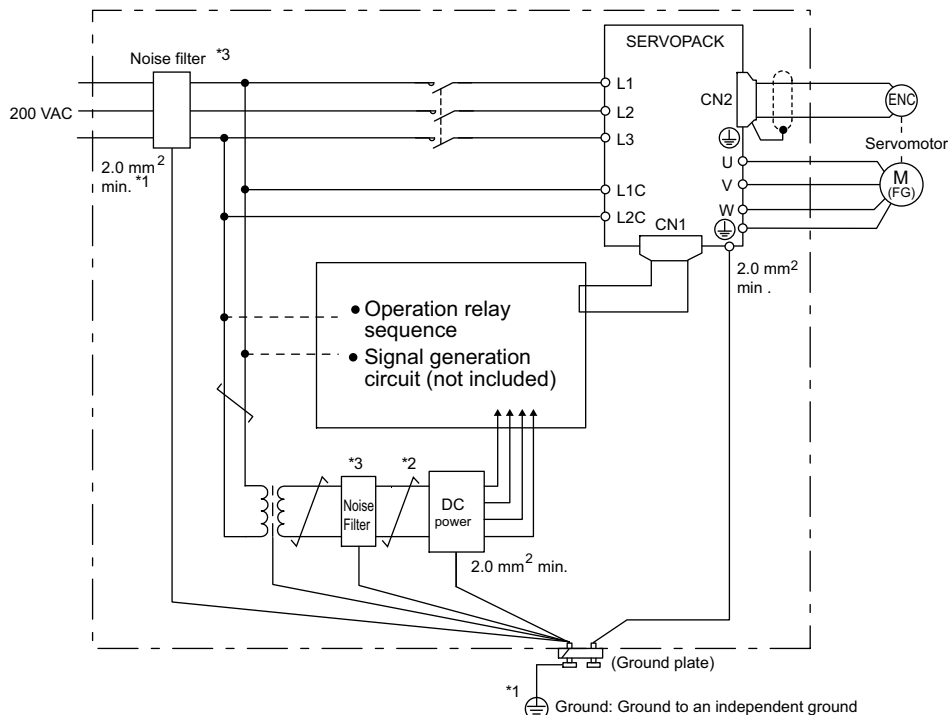 Noise filter *3
SERVOPACK
200 VAC
L1
L2
L3
CN2
ENC
Servomotor
2.0 mm2
min. *1
U
V
W
M
(FG)
L1C
L2C
CN1
2.0 mm2
min .
• Operation relay
sequence
• Signal generation
circuit (not included)
*3
*2
Noise
Filter
DC
power
2.0 mm2 min.
(Ground plate)
*1
Ground: Ground to an independent ground